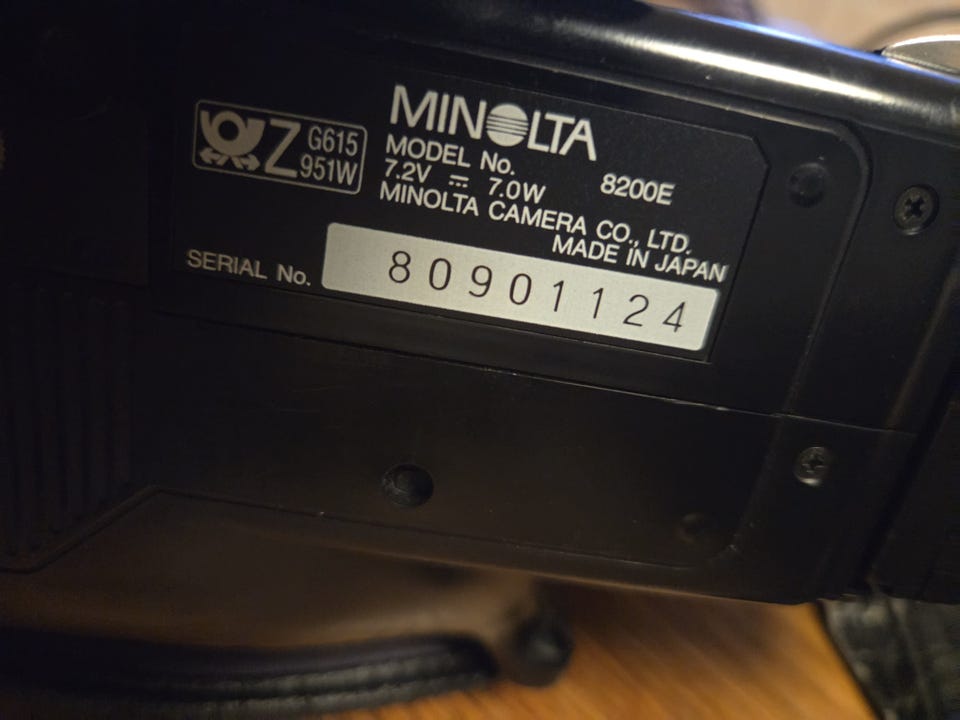 Z G615
951W
MINOLTA
MODEL No. 8200E
7.2V ⎓ 7.0W
MINOLTA CAMERA CO., LTD.
MADE IN JAPAN
SERIAL No. 80901124